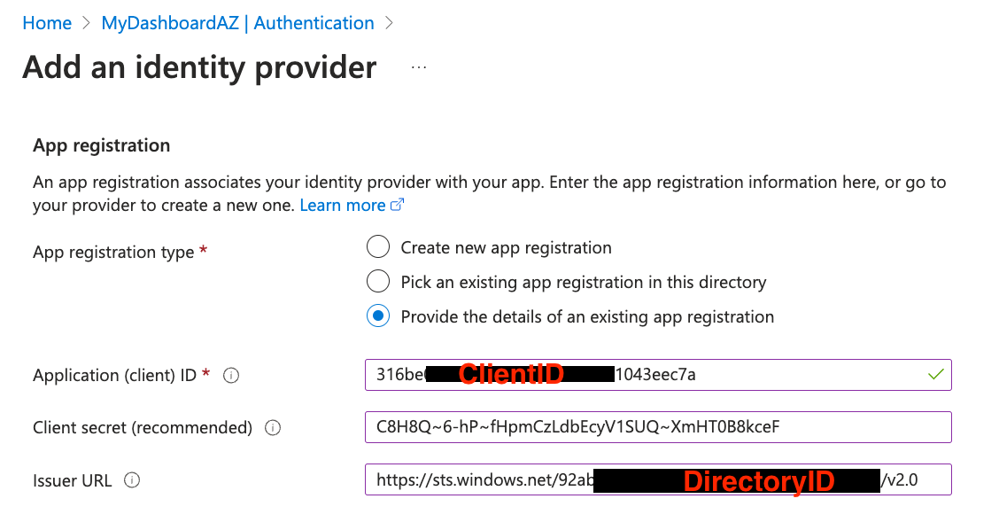 Home > MyDashboardAZ | Authentication >
Add an identity provider ...
App registration
An app registration associates your identity provider with your app. Enter the app registration information here, or go to
your provider to create a new one. Learn more
App registration type *
Create new app registration
Pick an existing app registration in this directory
Provide the details of an existing app registration
Application (client) ID * 316be ClientID 1043eec7a
Client secret (recommended) C8H8Q~6-hP~fHpmCzLdbEcyV1SUQ~XmHT0B8kceF
Issuer URL https://sts.windows.net/92ab DirectoryID /v2.0